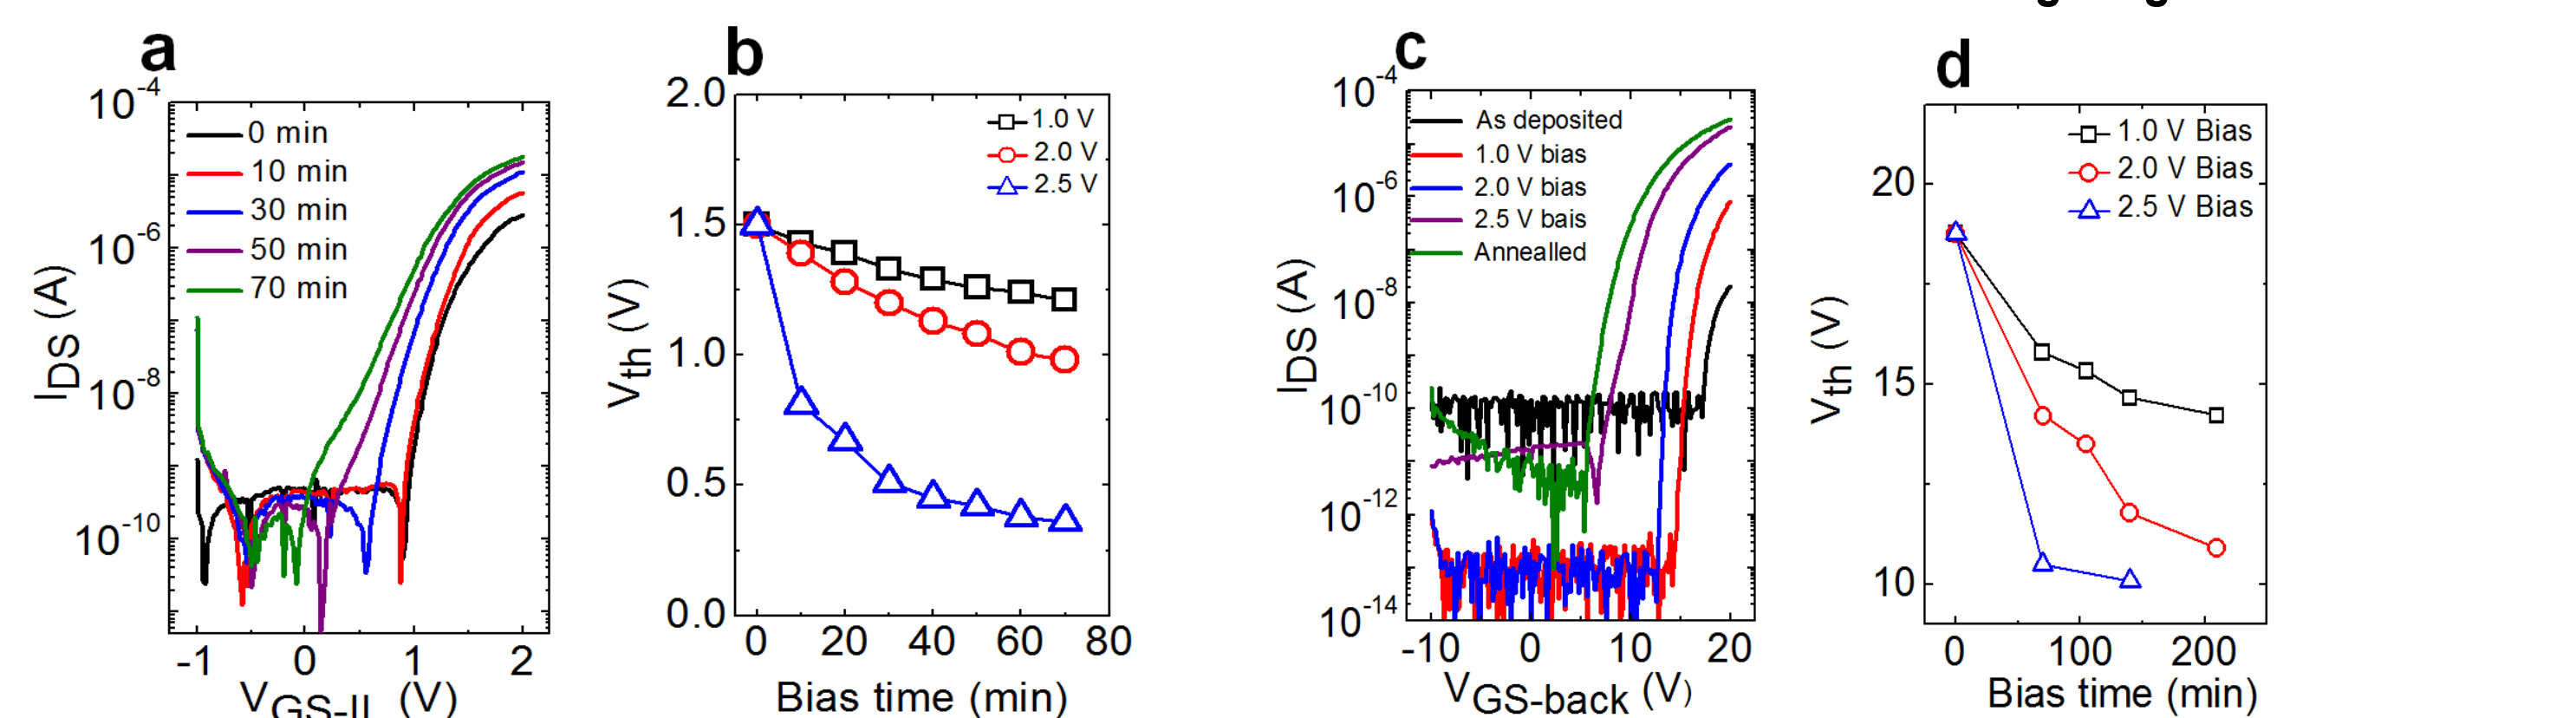 a
10-4
10-6
10-8
10-10
IDS (A)
0 min
10 min
30 min
50 min
70 min
-1 0 1 2
VGS-II (V)
b
2.0
1.5
1.0
0.5
0.0
Vth (V)
1.0 V
2.0 V
2.5 V
0 20 40 60 80
Bias time (min)
c
10-4
10-6
10-8
10-10
10-12
10-14
IDS (A)
As deposited
1.0 V bias
2.0 V bias
2.5 V bais
Annealled
-10 0 10 20
VGS-back (V)
d
20
15
10
Vth (V)
1.0 V Bias
2.0 V Bias
2.5 V Bias
0 100 200
Bias time (min)